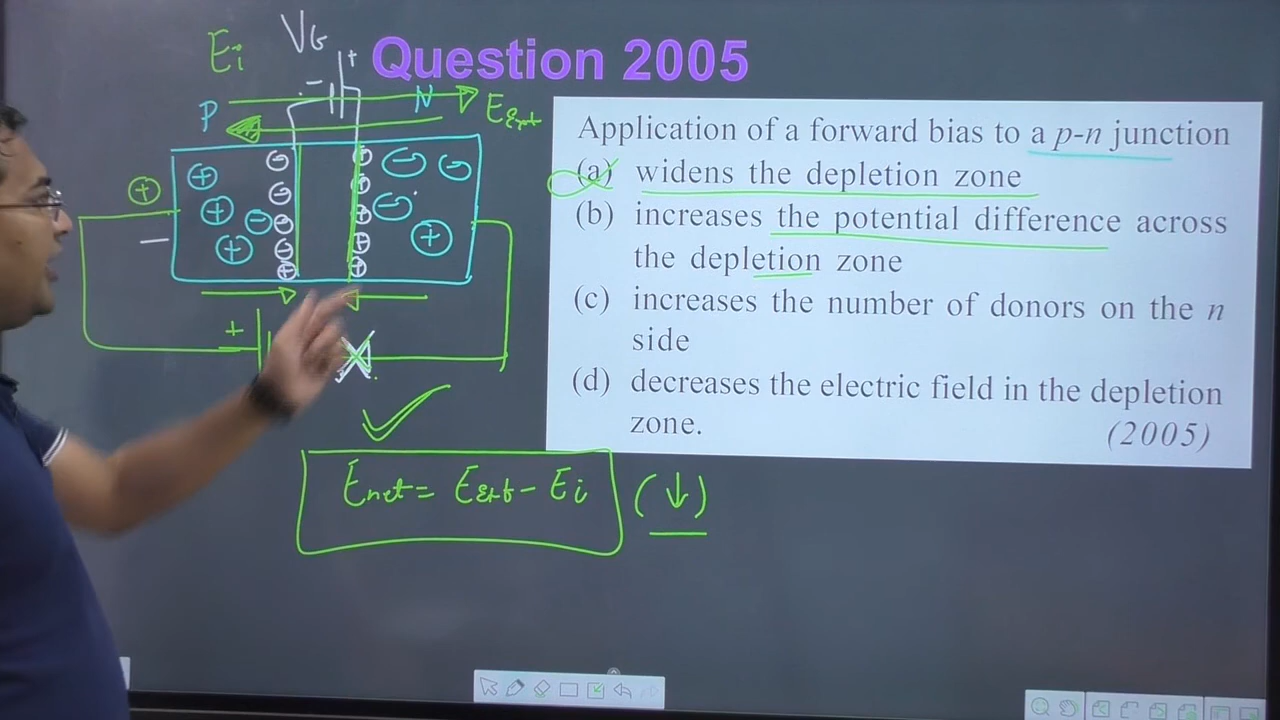 Ei VG
Question 2005
P N EExt
Application of a forward bias to a p-n junction
(a) widens the depletion zone
(b) increases the potential difference across
the depletion zone
(c) increases the number of donors on the n
side
(d) decreases the electric field in the depletion
zone. (2005)
Enet = EExt - Ei (↓)